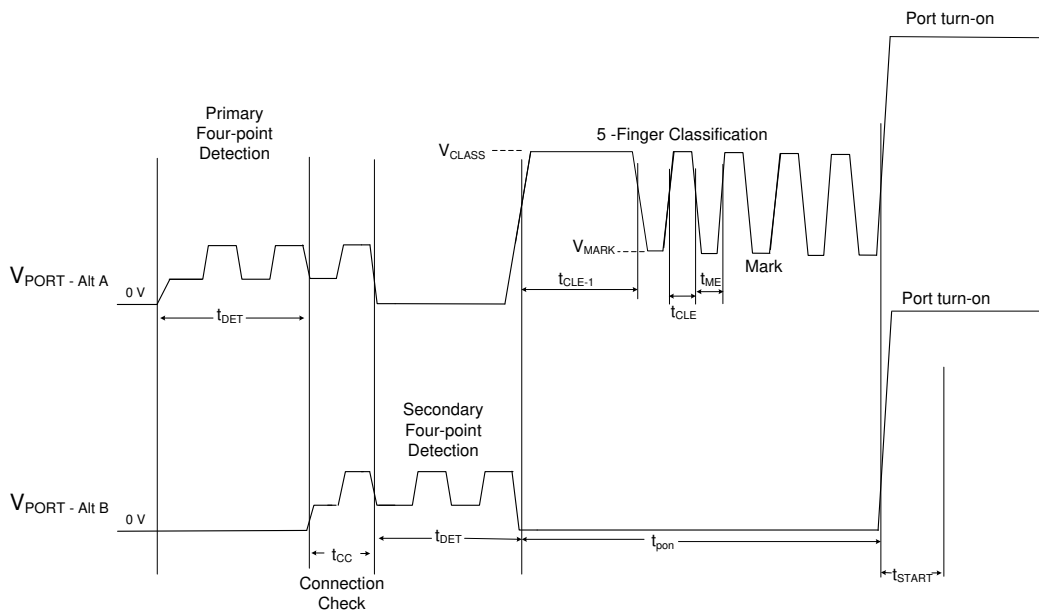 Port turn-on
Primary
Four-point
Detection
5 -Finger Classification
VCLASS
VMARK
Mark
VPORT - Alt A
0 V
tDET
tCLE-1
tME
tCLE
Port turn-on
Secondary
Four-point
Detection
VPORT - Alt B
0 V
tCC
tDET
tpon
tSTART
Connection
Check